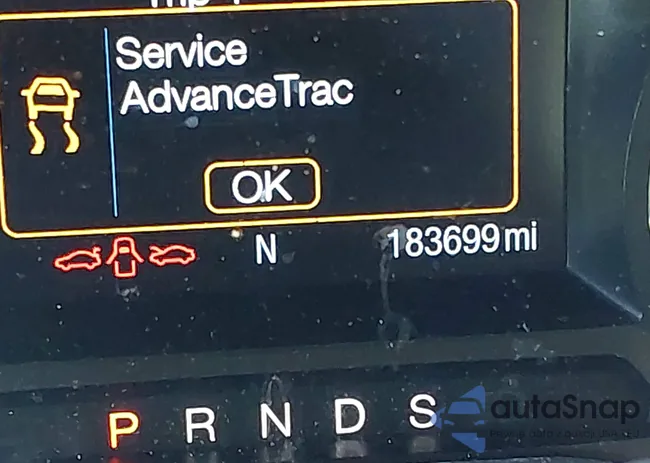 Service
AdvanceTrac
OK
N 183699 mi
P R N D S
autaSnap